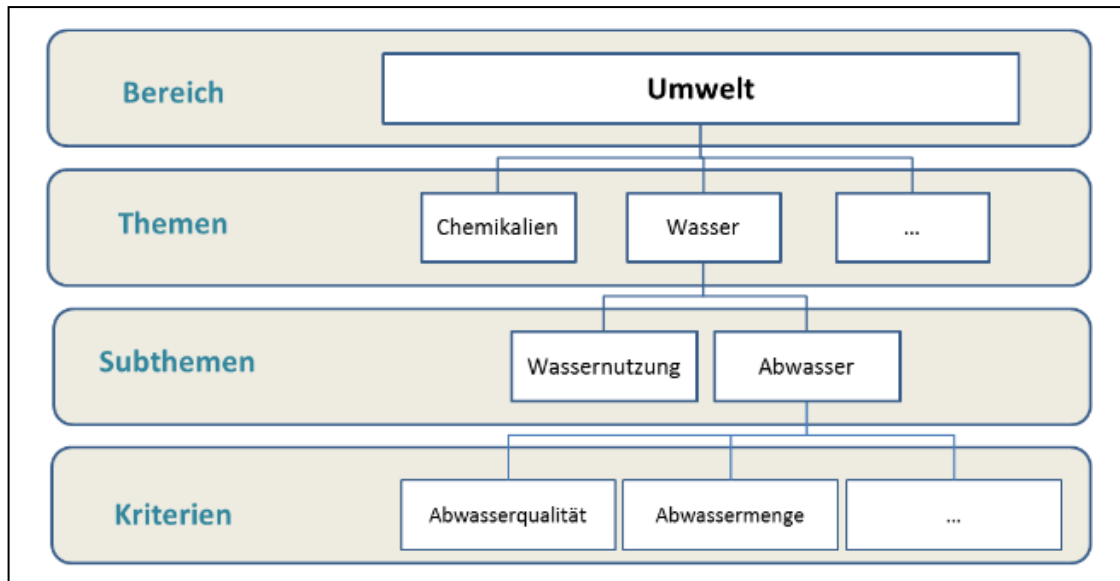 Bereich
Umwelt
Themen
Chemikalien
Wasser
...
Subthemen
Wassernutzung
Abwasser
Kriterien
Abwasserqualität
Abwassermenge
...